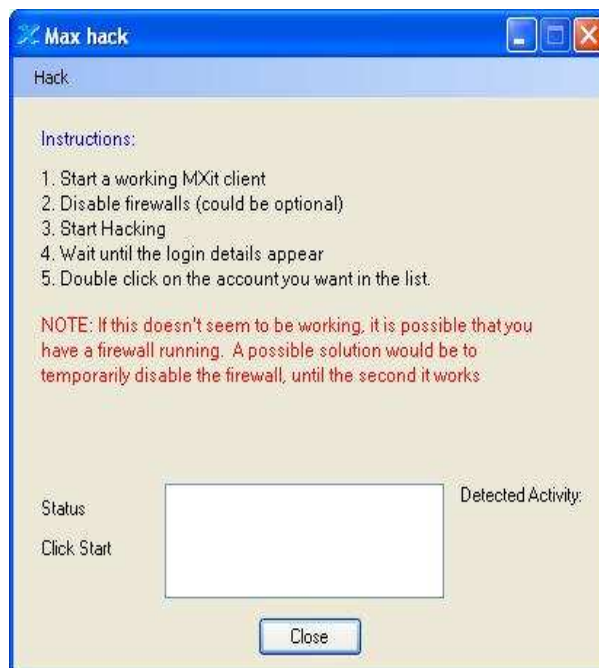 Max hack
Hack
Instructions:
1. Start a working MXit client
2. Disable firewalls (could be optional)
3. Start Hacking
4. Wait until the login details appear
5. Double click on the account you want in the list.
NOTE: If this doesn't seem to be working, it is possible that you
have a firewall running.  A possible solution would be to
temporarily disable the firewall, until the second it works
Status
Detected Activity:
Click Start
Close